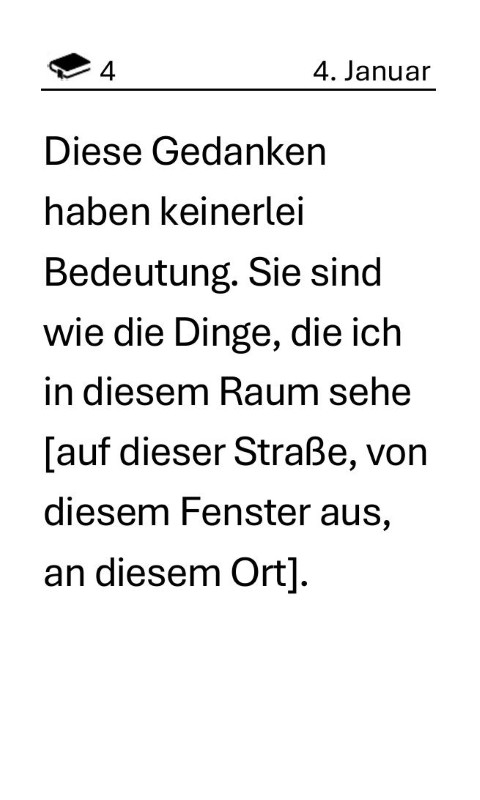 4 4. Januar
Diese Gedanken
haben keinerlei
Bedeutung. Sie sind
wie die Dinge, die ich
in diesem Raum sehe
[auf dieser Straße, von
diesem Fenster aus,
an diesem Ort].